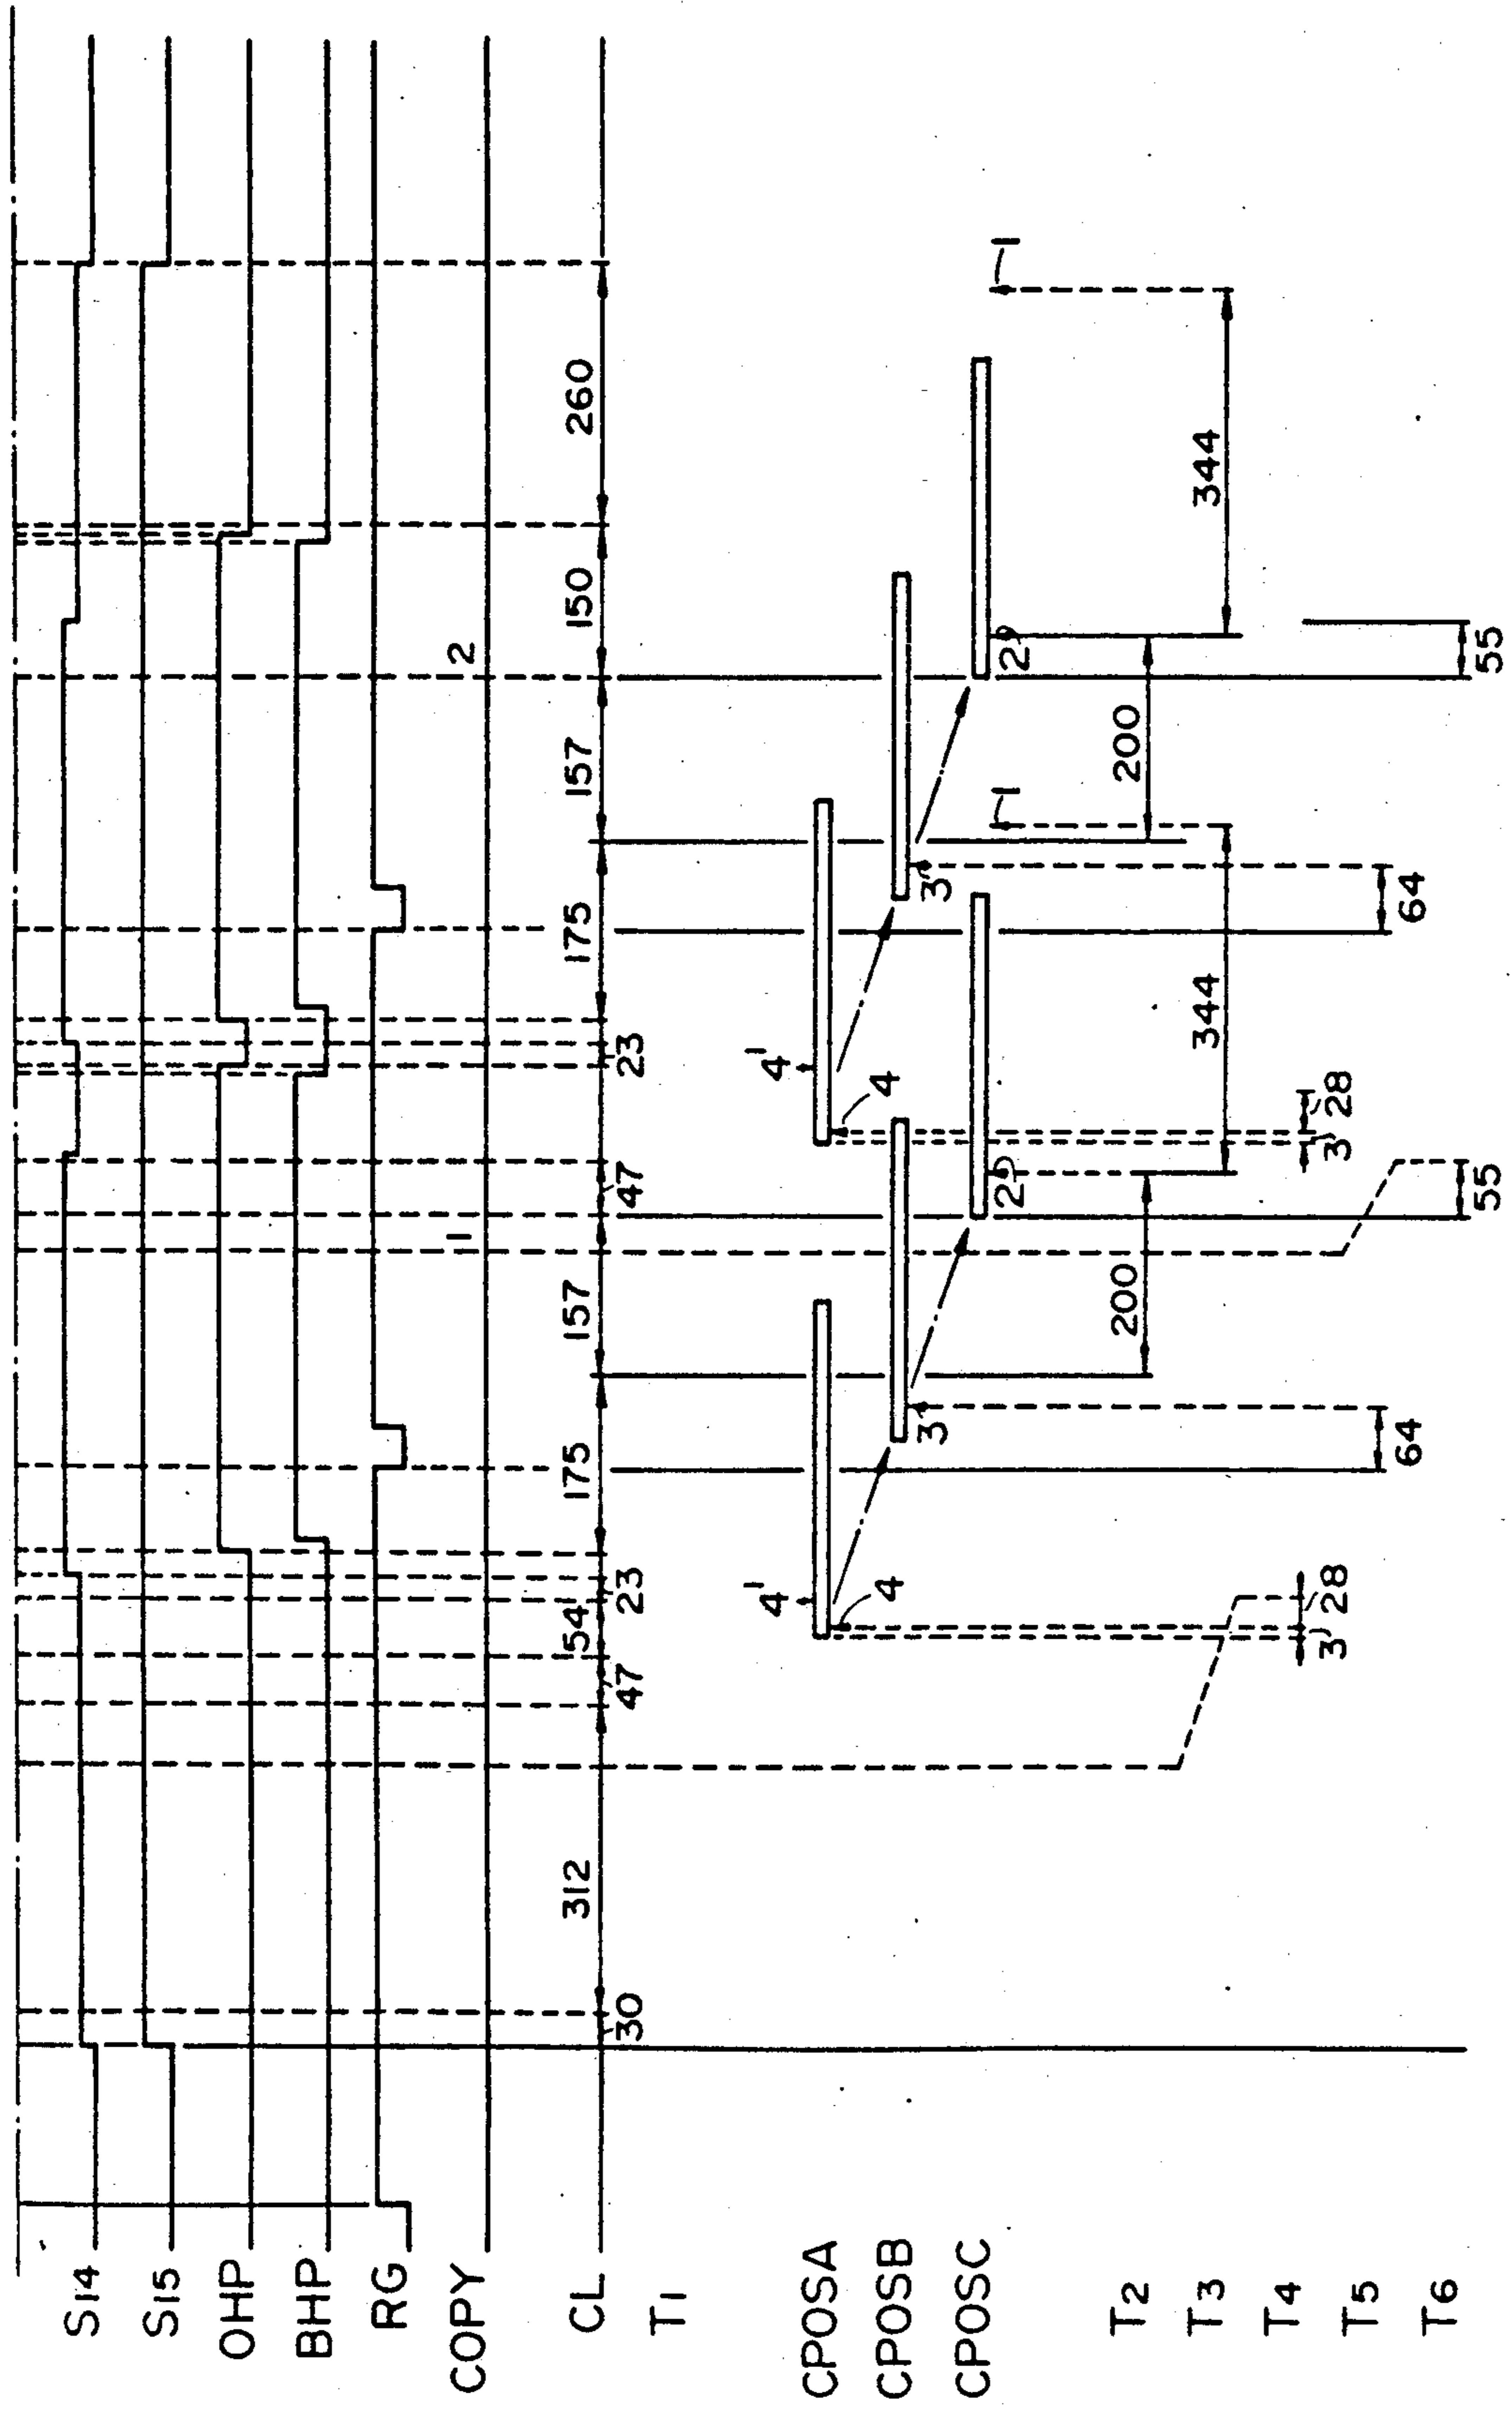 S14
S15
OHP
BHP
RG
COPY 1 2
CL 30 312 47 54 23 175 157 47 23 175 157 150 260
T1
CPOSA 4' 4 4' 4
CPOSB 3 3
CPOSC 2 1 2 1
T2 200 200
T3 344 344
T4 3 28 3 28
T5 64 64
T6 55 55